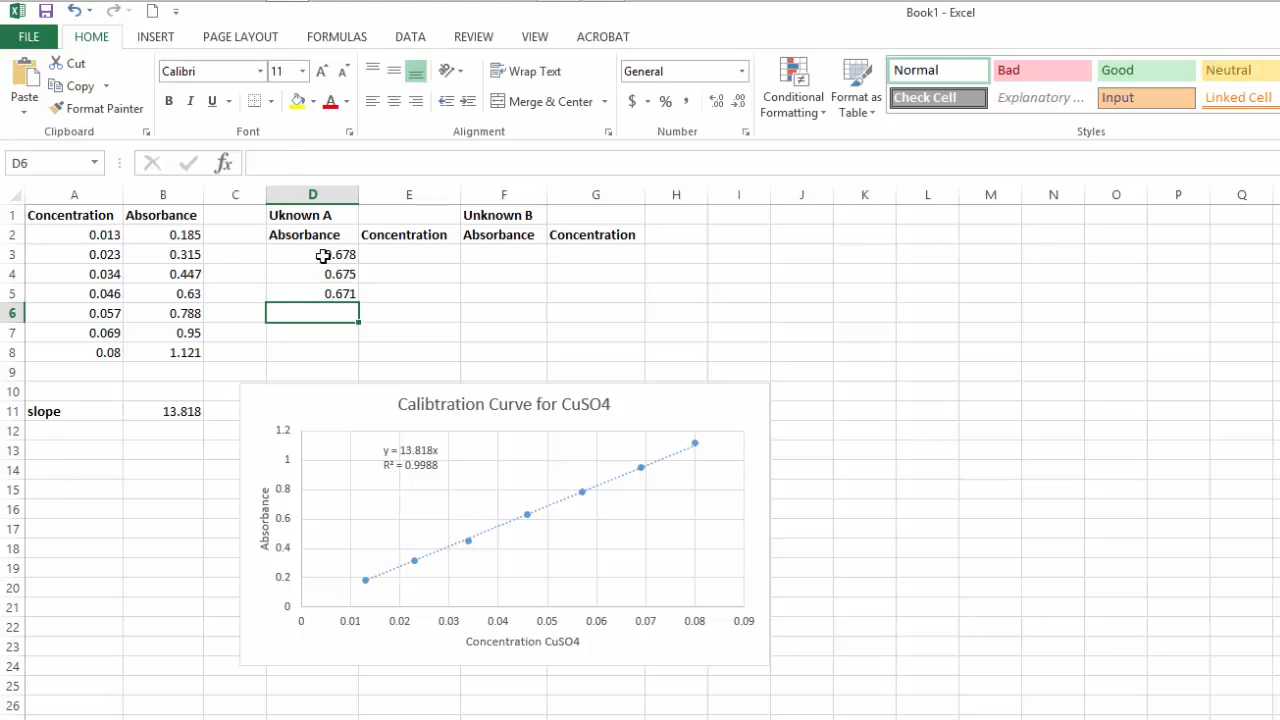 Book1 - Excel
FILE HOME INSERT PAGE LAYOUT FORMULAS DATA REVIEW VIEW ACROBAT
Paste
Cut
Copy
Format Painter
Clipboard
Calibri 11
B I U
Font
Wrap Text
Merge & Center
Alignment
General
$ % ,
Number
Conditional Formatting
Format as Table
Normal Bad Good Neutral
Check Cell Explanatory ... Input Linked Cell
Styles
D6 fx
A B C D E F G H I J K L M N O P Q
1 Concentration Absorbance Uknown A Unknown B
2 0.013 0.185 Absorbance Concentration Absorbance Concentration
3 0.023 0.315 .678
4 0.034 0.447 0.675
5 0.046 0.63 0.671
6 0.057 0.788
7 0.069 0.95
8 0.08 1.121
9
10
11 slope 13.818
12
13
14
15
16
17
18
19
20
21
22
23
24
25
26
Calibtration Curve for CuSO4
y = 13.818x
R² = 0.9988
Absorbance
1.2
1
0.8
0.6
0.4
0.2
0
0 0.01 0.02 0.03 0.04 0.05 0.06 0.07 0.08 0.09
Concentration CuSO4